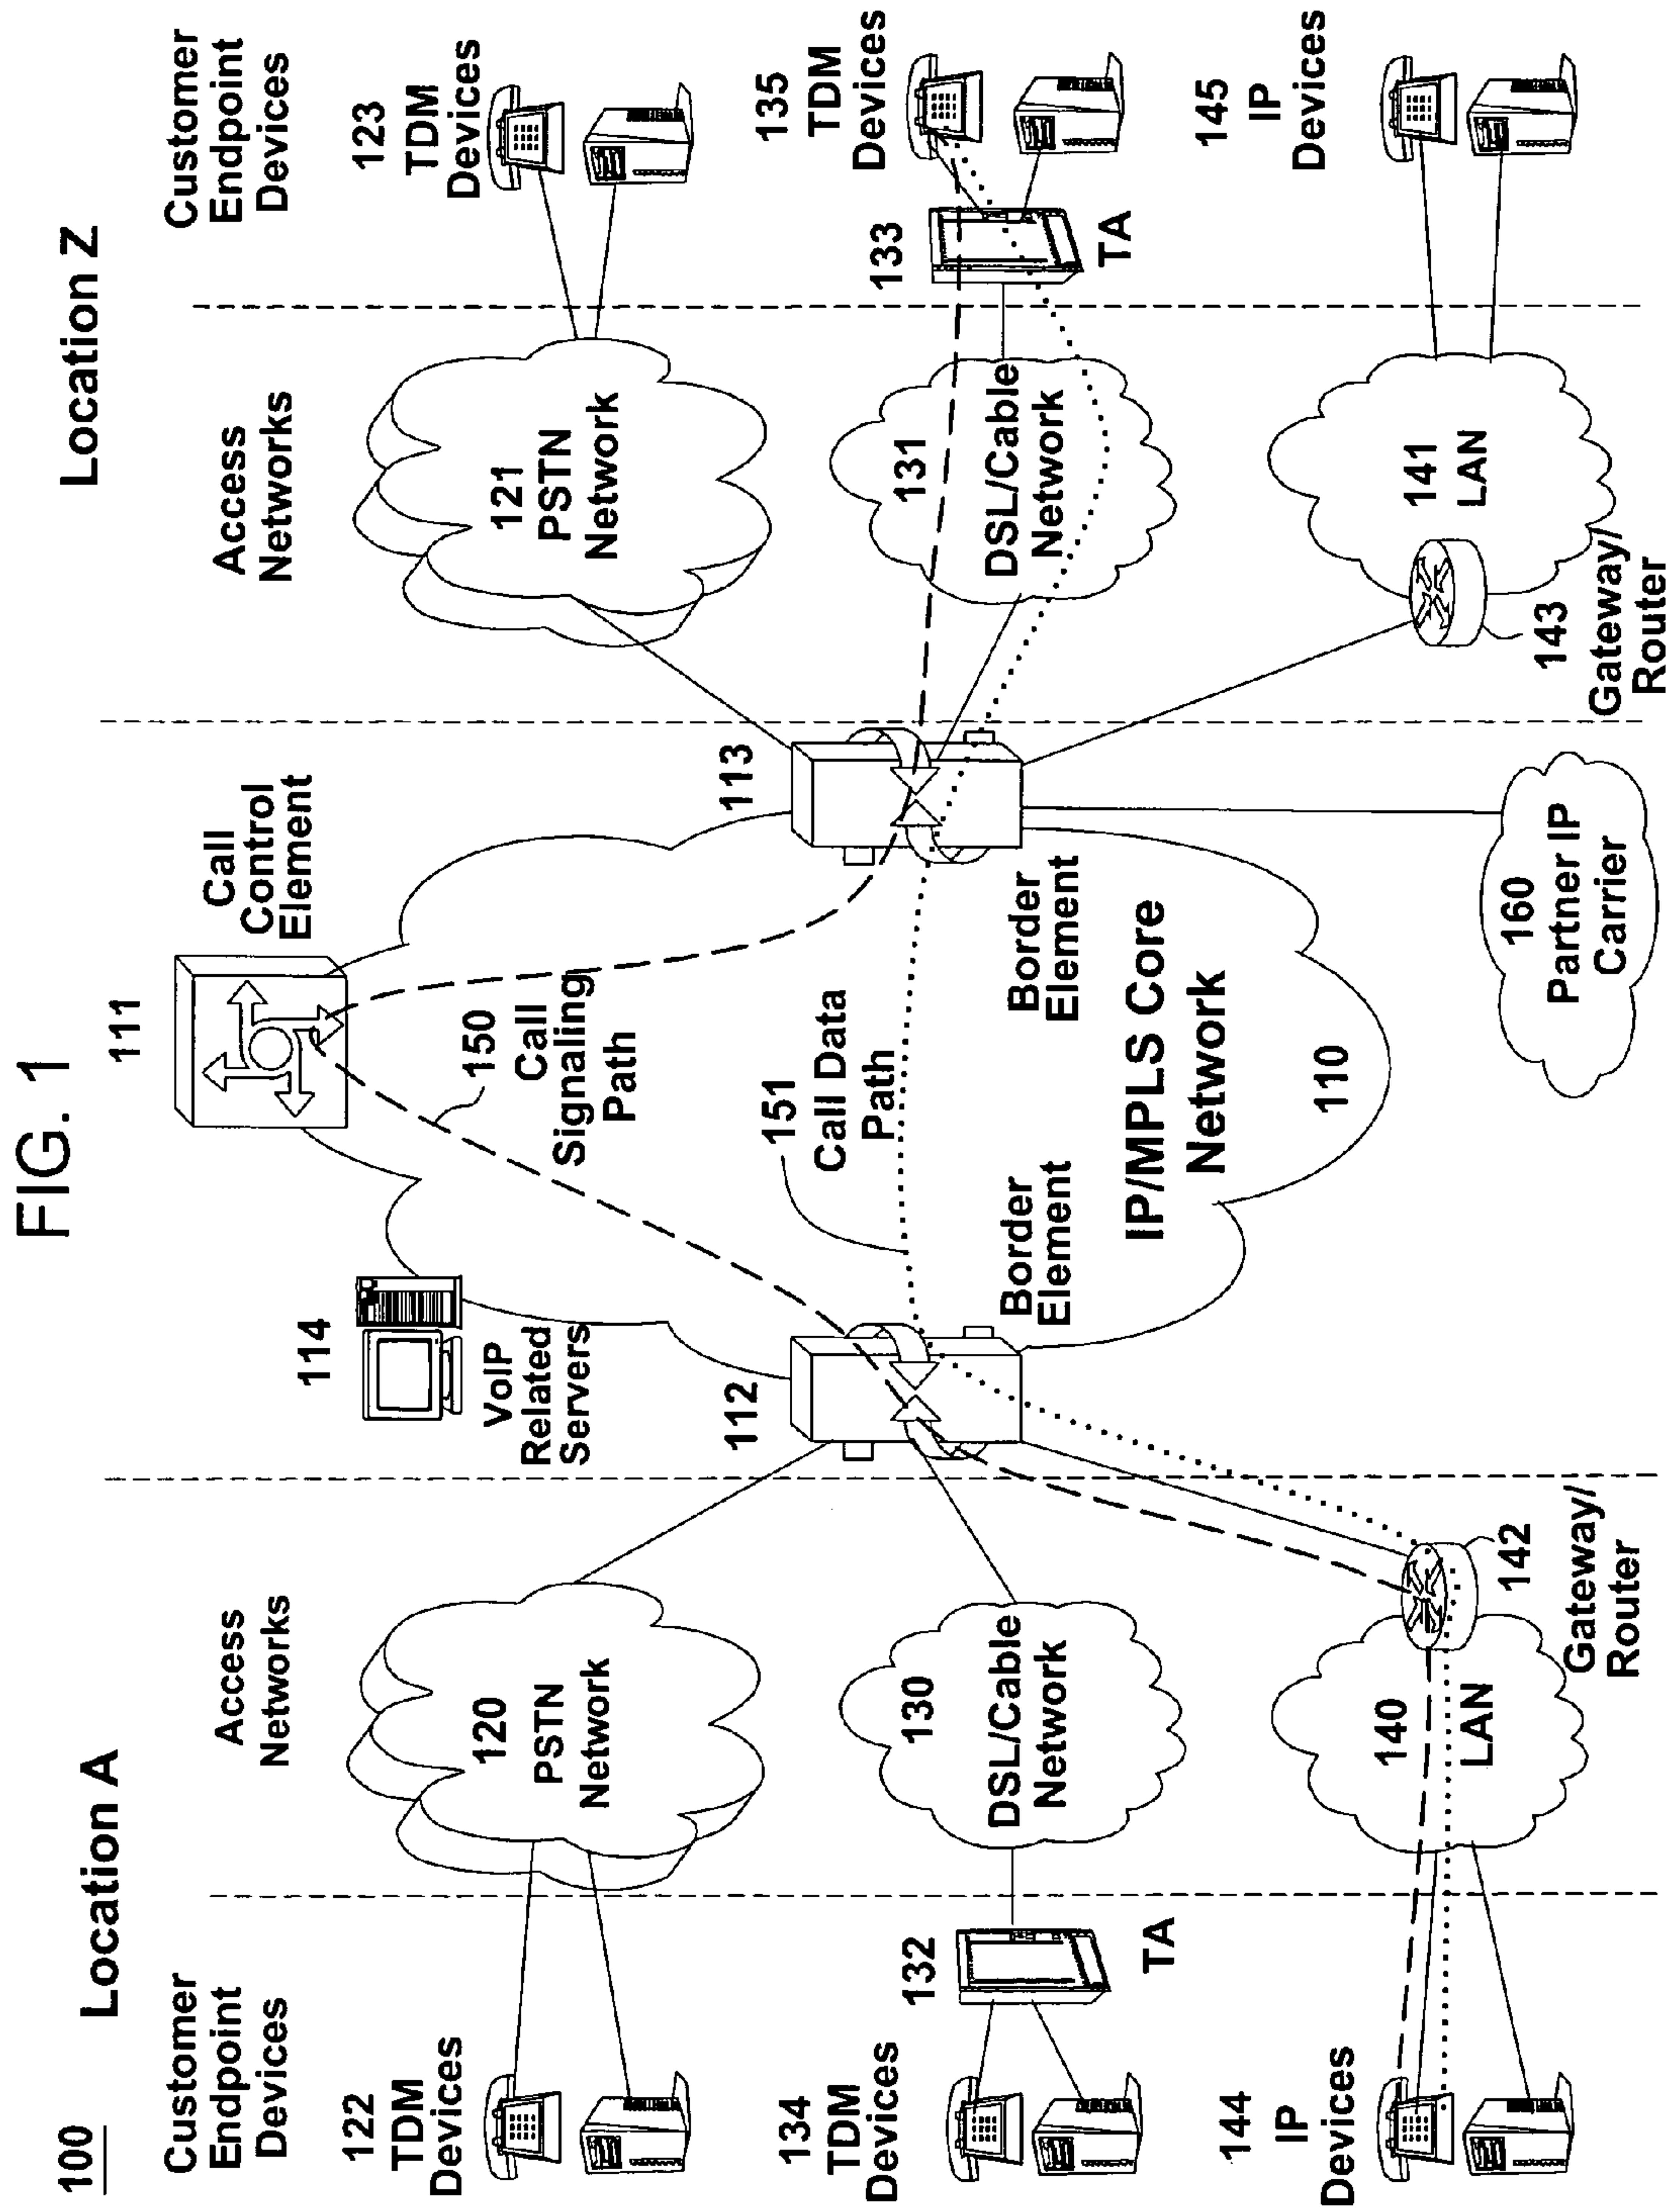 FIG. 1
100
Location A
Location Z
Customer
Endpoint
Devices
Access
Networks
114
VoIP
Related
Servers
111
Call
Control
Element
Access
Networks
Customer
Endpoint
Devices
122
TDM
Devices
120
PSTN
Network
112
150
Call
Signaling
Path
113
121
PSTN
Network
123
TDM
Devices
134
TDM
Devices
132
TA
130
DSL/Cable
Network
Border
Element
151
Call Data
Path
Border
Element
131
DSL/Cable
Network
133
TA
135
TDM
Devices
IP/MPLS Core
Network
110
144
IP
Devices
140
LAN
142
Gateway/
Router
160
Partner IP
Carrier
143
Gateway/
Router
141
LAN
145
IP
Devices